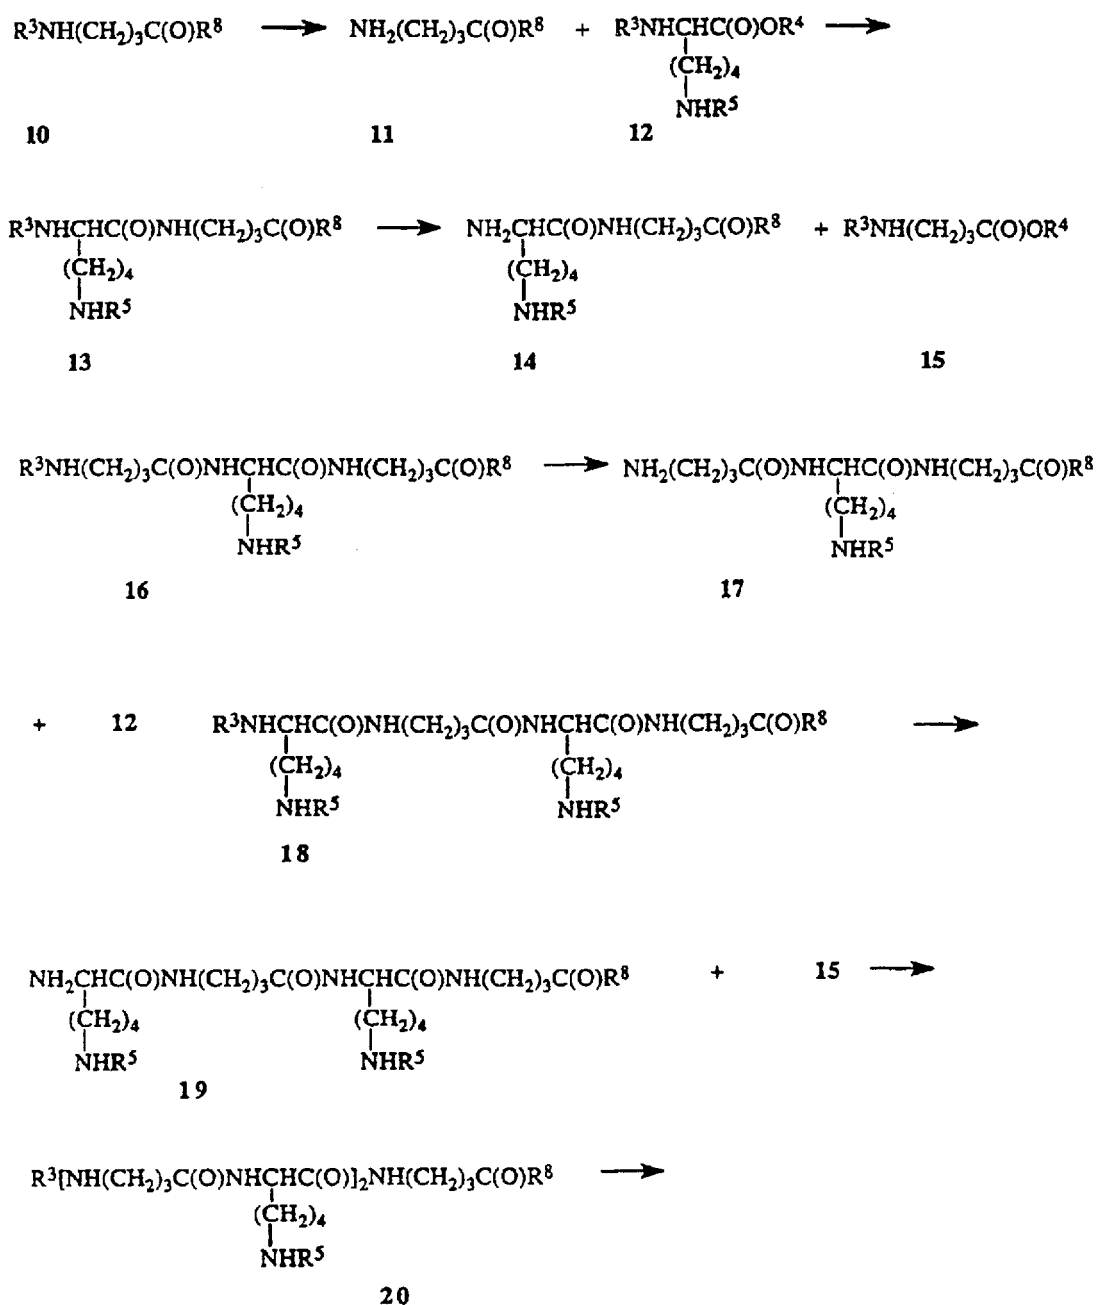 R³NH(CH₂)₃C(O)R⁸ ⟶ NH₂(CH₂)₃C(O)R⁸ + R³NHCHC(O)OR⁴ ⟶
(CH₂)₄
NHR⁵
10 11 12
R³NHCHC(O)NH(CH₂)₃C(O)R⁸ ⟶ NH₂CHC(O)NH(CH₂)₃C(O)R⁸ + R³NH(CH₂)₃C(O)OR⁴
(CH₂)₄ (CH₂)₄
NHR⁵ NHR⁵
13 14 15
R³NH(CH₂)₃C(O)NHCHC(O)NH(CH₂)₃C(O)R⁸ ⟶ NH₂(CH₂)₃C(O)NHCHC(O)NH(CH₂)₃C(O)R⁸
(CH₂)₄ (CH₂)₄
NHR⁵ NHR⁵
16 17
+ 12 R³NHCHC(O)NH(CH₂)₃C(O)NHCHC(O)NH(CH₂)₃C(O)R⁸ ⟶
(CH₂)₄ (CH₂)₄
NHR⁵ NHR⁵
18
NH₂CHC(O)NH(CH₂)₃C(O)NHCHC(O)NH(CH₂)₃C(O)R⁸ + 15 ⟶
(CH₂)₄ (CH₂)₄
NHR⁵ NHR⁵
19
R³[NH(CH₂)₃C(O)NHCHC(O)]₂NH(CH₂)₃C(O)R⁸ ⟶
(CH₂)₄
NHR⁵
20